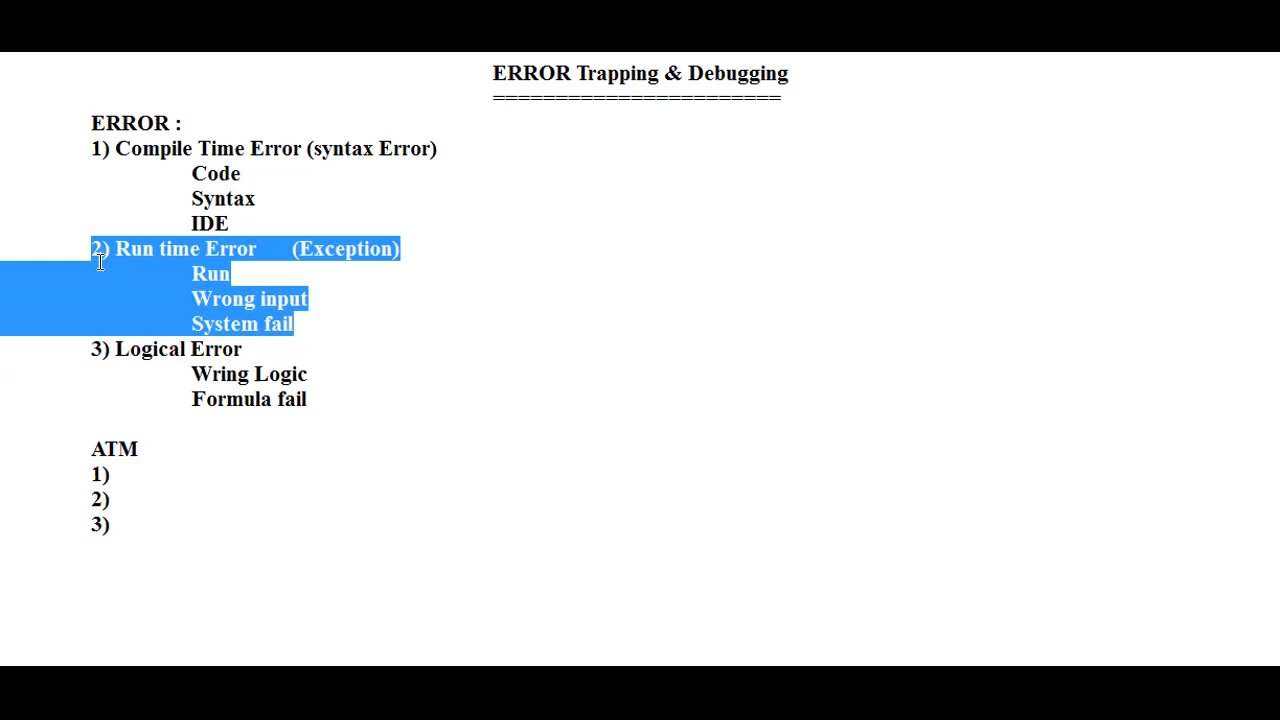 ERROR Trapping & Debugging
=======================
ERROR :
1) Compile Time Error (syntax Error)
Code
Syntax
IDE
2) Run time Error (Exception)
Run
Wrong input
System fail
3) Logical Error
Wring Logic
Formula fail
ATM
1)
2)
3)